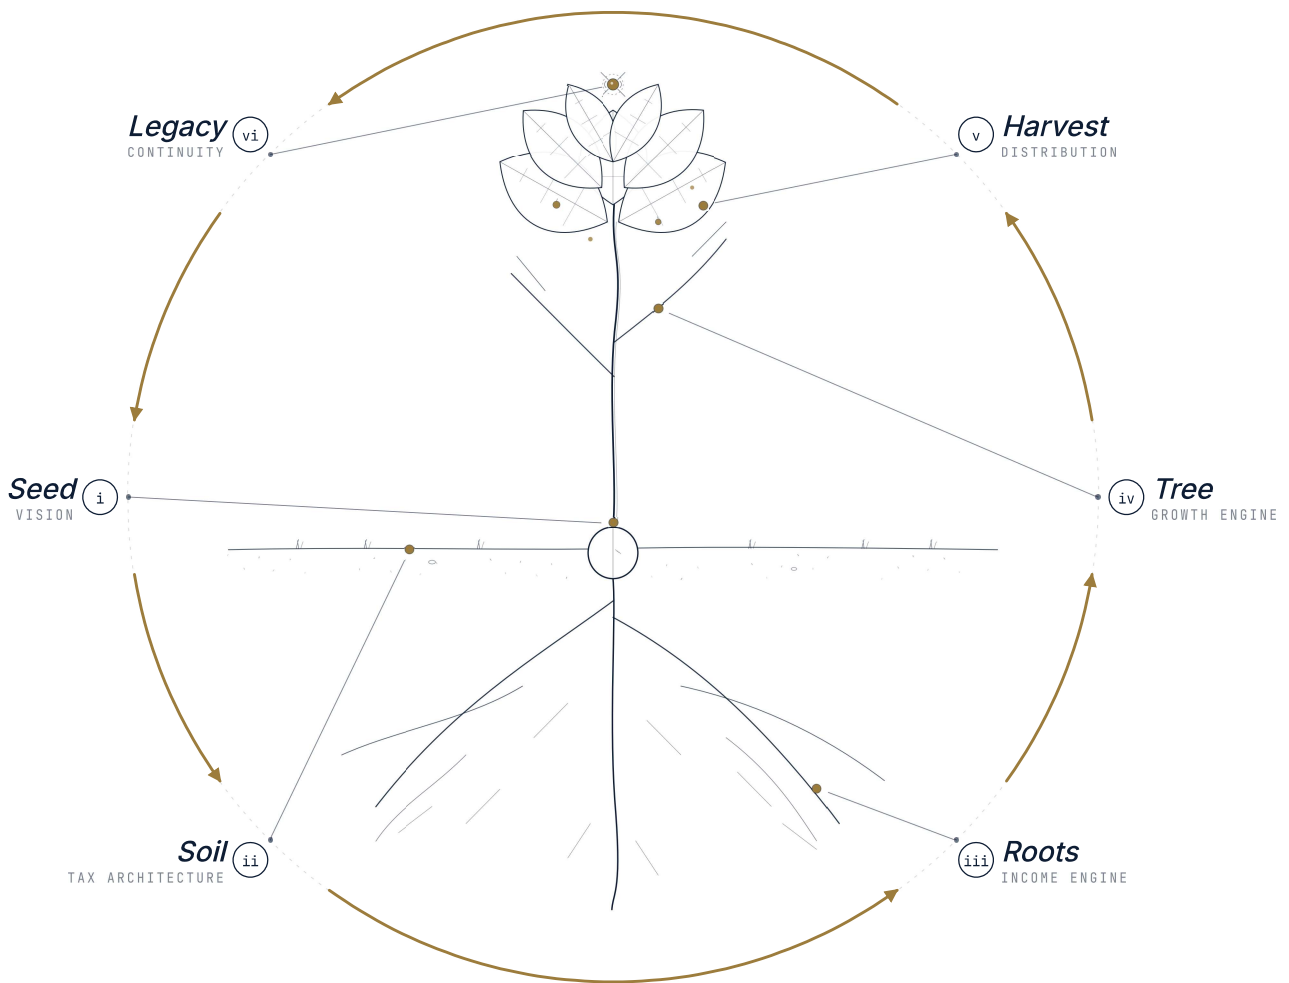 Legacy
vi
CONTINUITY
v
Harvest
DISTRIBUTION
Seed
i
VISION
iv
Tree
GROWTH ENGINE
Soil
ii
TAX ARCHITECTURE
iii
Roots
INCOME ENGINE